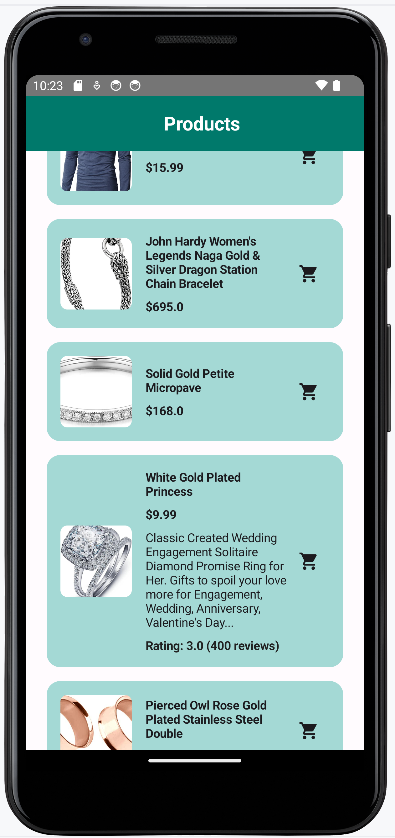 10:23
Products
$15.99
John Hardy Women's
Legends Naga Gold &
Silver Dragon Station
Chain Bracelet
$695.0
Solid Gold Petite
Micropave
$168.0
White Gold Plated
Princess
$9.99
Classic Created Wedding
Engagement Solitaire
Diamond Promise Ring for
Her. Gifts to spoil your love
more for Engagement,
Wedding, Anniversary,
Valentine's Day...
Rating: 3.0 (400 reviews)
Pierced Owl Rose Gold
Plated Stainless Steel
Double